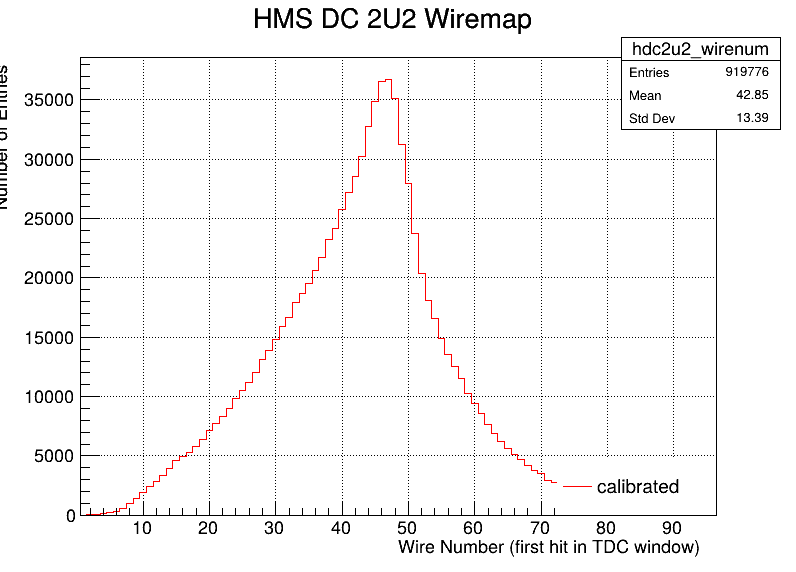 HMS DC 2U2 Wiremap
hdc2u2_wirenum
Entries 919776
Mean 42.85
Std Dev 13.39
Number of Entries
35000
30000
25000
20000
15000
10000
5000
0
calibrated
10 20 30 40 50 60 70 80 90
Wire Number (first hit in TDC window)